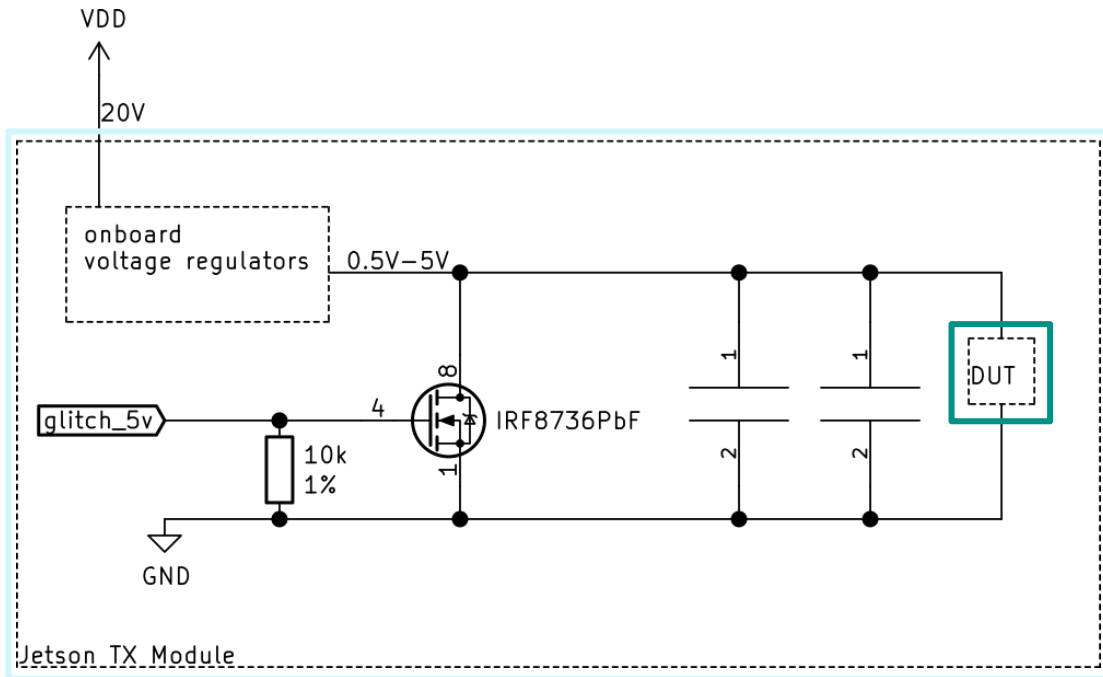 VDD
20V
onboard
voltage regulators
0.5V-5V
8
1
1
glitch_5v
4
IRF8736PbF
DUT
10k
1%
1
2
2
GND
Jetson TX Module